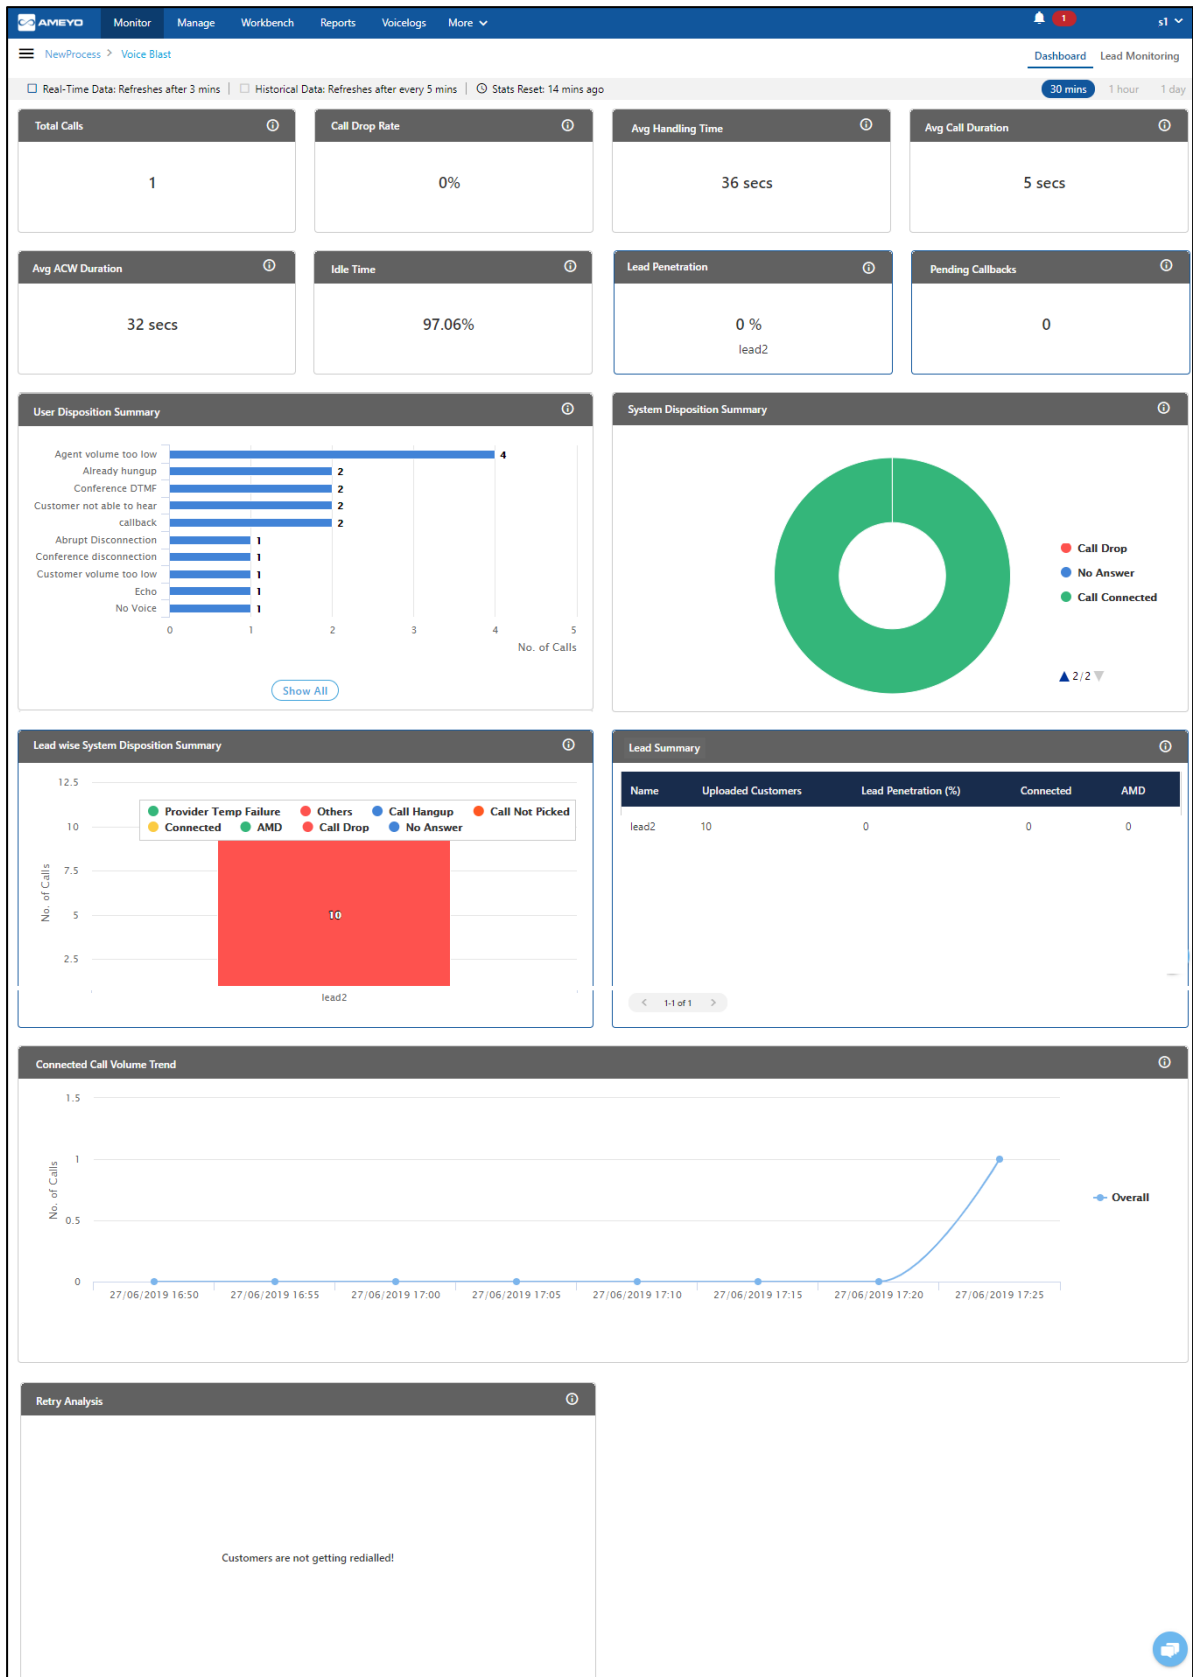 AMEYO Monitor Manage Workbench Reports Voicelogs More 1 s1
NewProcess > Voice Blast Dashboard Lead Monitoring
Real-Time Data: Refreshes after 3 mins | Historical Data: Refreshes after every 5 mins | Stats Reset: 14 mins ago 30 mins 1 hour 1 day
Total Calls Call Drop Rate Avg Handling Time Avg Call Duration
1 0% 36 secs 5 secs
Avg ACW Duration Idle Time Lead Penetration Pending Callbacks
32 secs 97.06% 0 % 0
lead2
User Disposition Summary
Agent volume too low 4
Already hungup 2
Conference DTMF 2
Customer not able to hear 2
callback 2
Abrupt Disconnection 1
Conference disconnection 1
Customer volume too low 1
Echo 1
No Voice 1
0 1 2 3 4 5
No. of Calls
Show All
System Disposition Summary
Call Drop
No Answer
Call Connected
2/2
Lead wise System Disposition Summary
12.5
Provider Temp Failure Others Call Hangup Call Not Picked
Connected AMD Call Drop No Answer
10
7.5
5
2.5
No. of Calls
10
lead2
Lead Summary
Name Uploaded Customers Lead Penetration (%) Connected AMD
lead2 10 0 0 0
< 1-1 of 1 >
Connected Call Volume Trend
1.5
1
0.5
0
No. of Calls
Overall
27/06/2019 16:50 27/06/2019 16:55 27/06/2019 17:00 27/06/2019 17:05 27/06/2019 17:10 27/06/2019 17:15 27/06/2019 17:20 27/06/2019 17:25
Retry Analysis
Customers are not getting redialled!